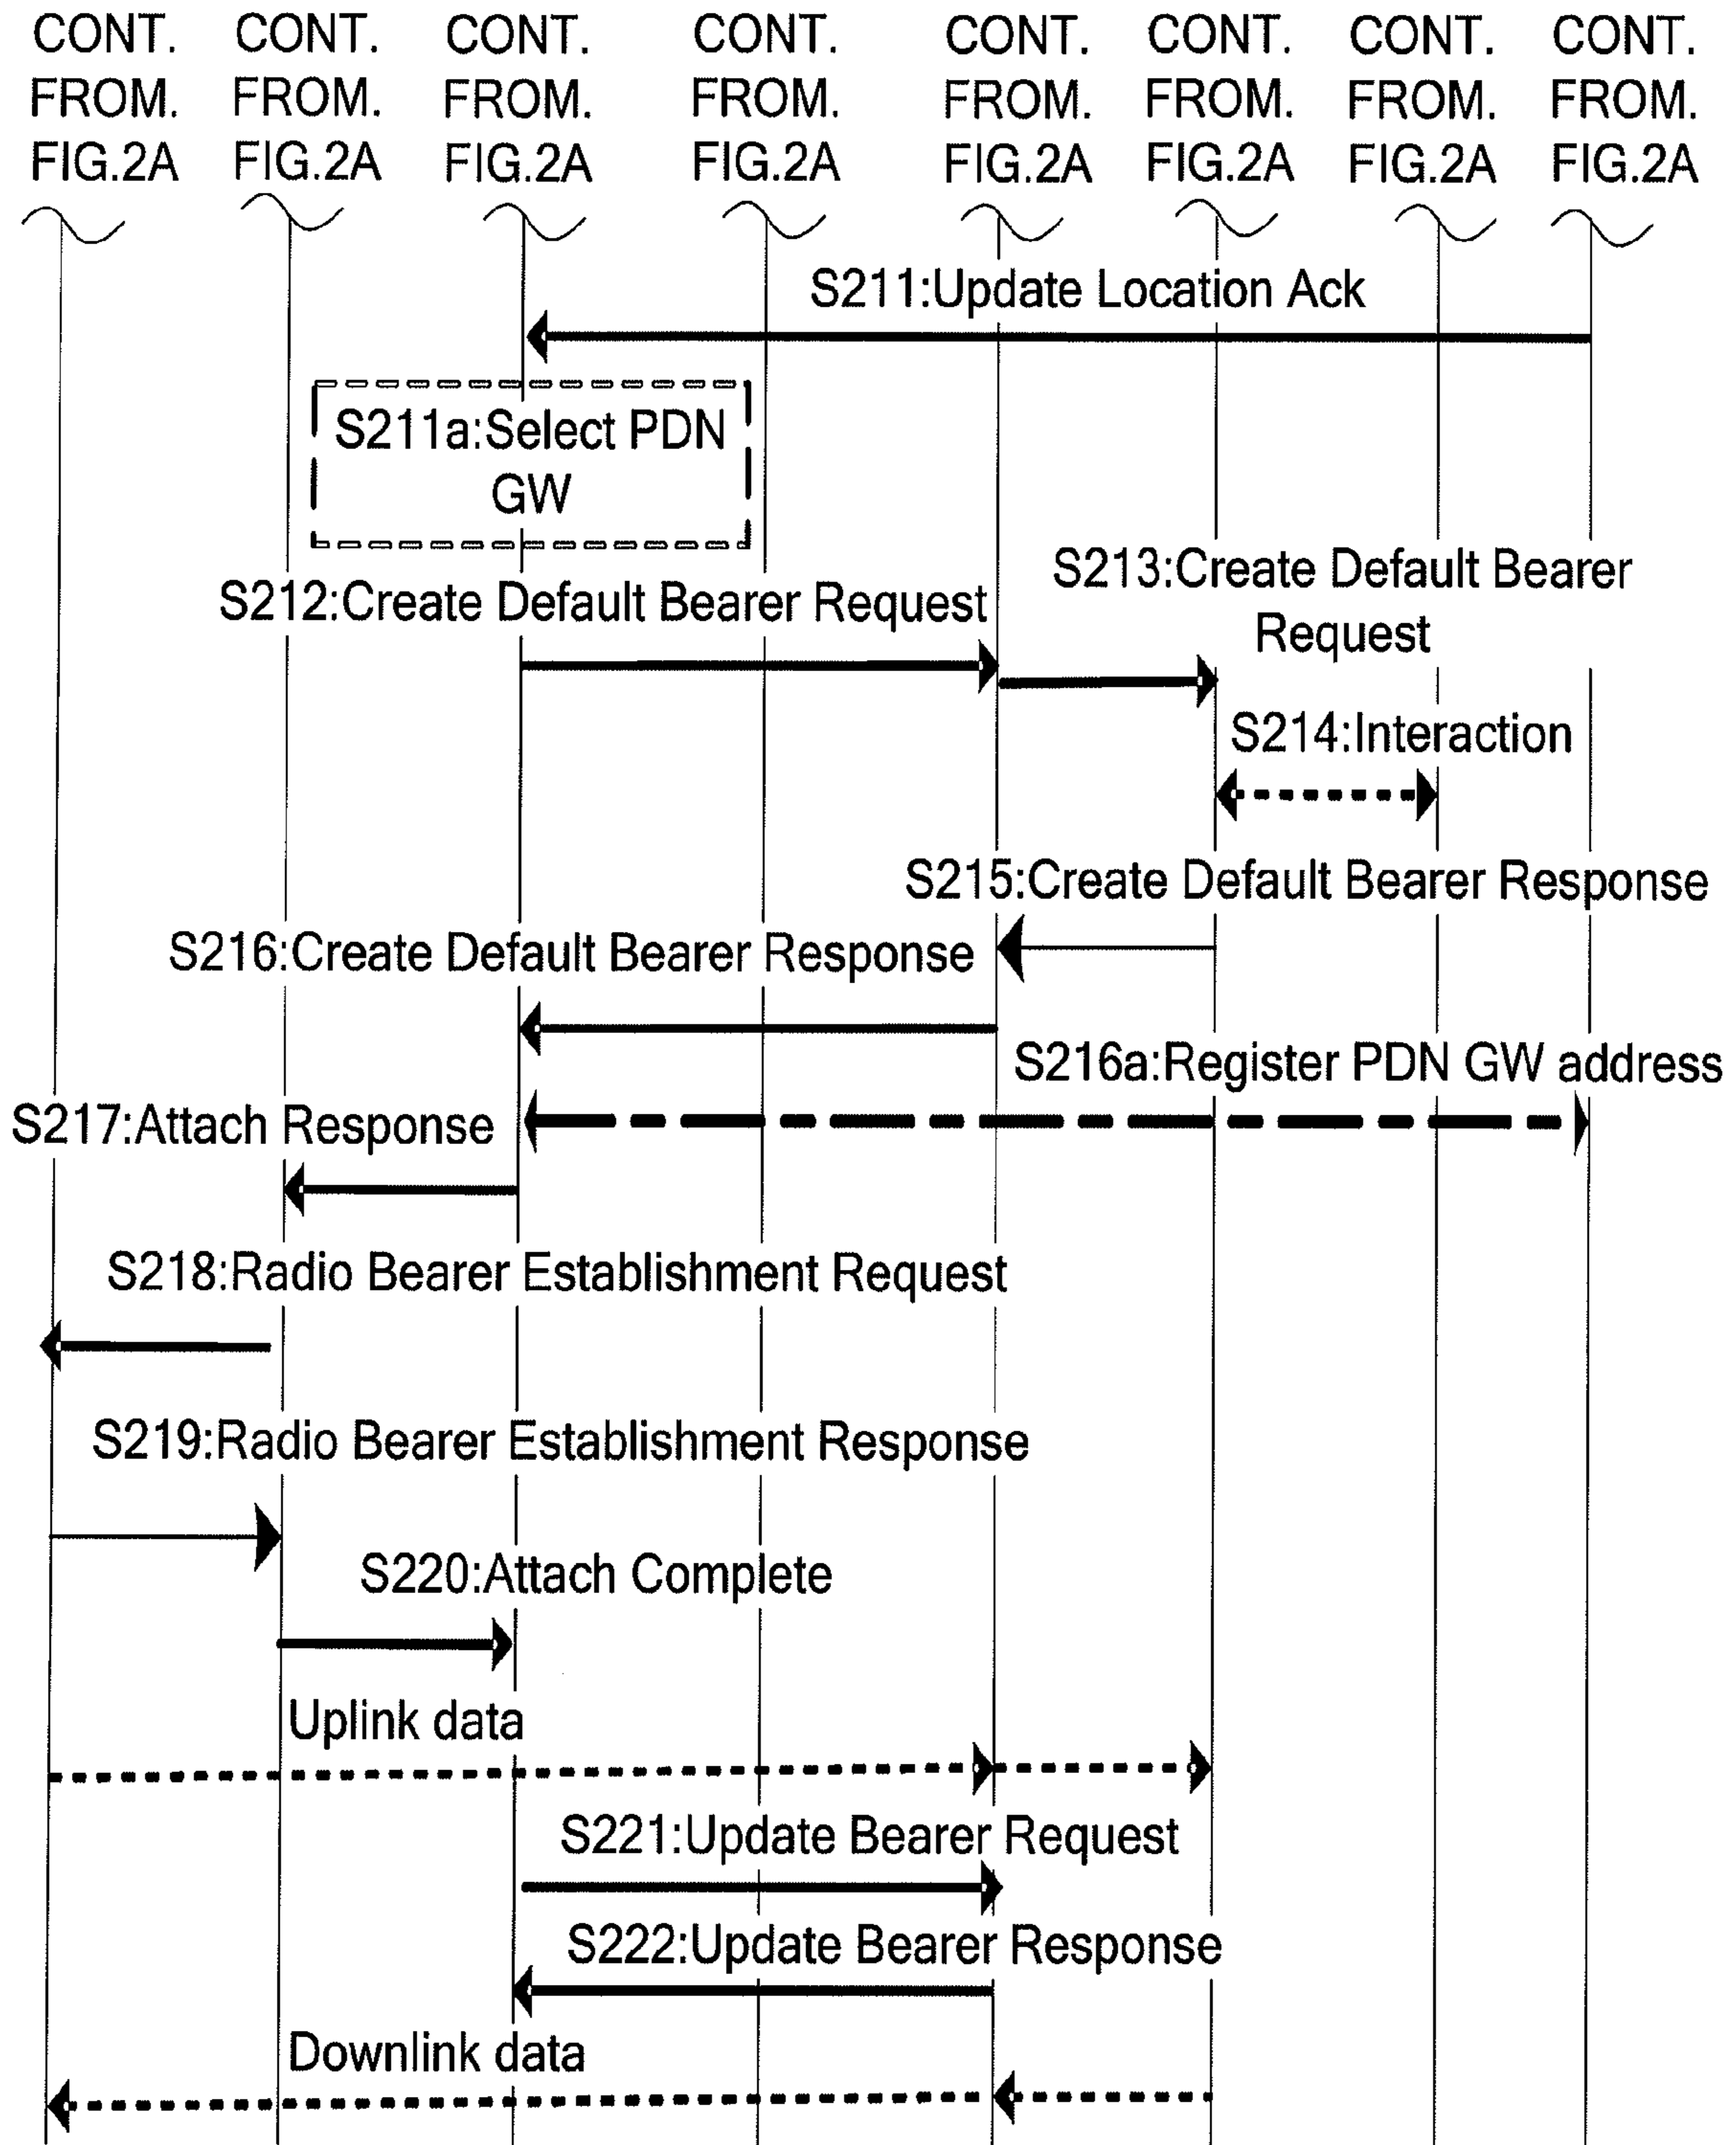 CONT. CONT. CONT. CONT. CONT. CONT. CONT. CONT.
FROM. FROM. FROM. FROM. FROM. FROM. FROM. FROM.
FIG.2A FIG.2A FIG.2A FIG.2A FIG.2A FIG.2A FIG.2A FIG.2A
S211:Update Location Ack
S211a:Select PDN
GW
S213:Create Default Bearer
Request
S212:Create Default Bearer Request
S214:Interaction
S215:Create Default Bearer Response
S216:Create Default Bearer Response
S216a:Register PDN GW address
S217:Attach Response
S218:Radio Bearer Establishment Request
S219:Radio Bearer Establishment Response
S220:Attach Complete
Uplink data
S221:Update Bearer Request
S222:Update Bearer Response
Downlink data